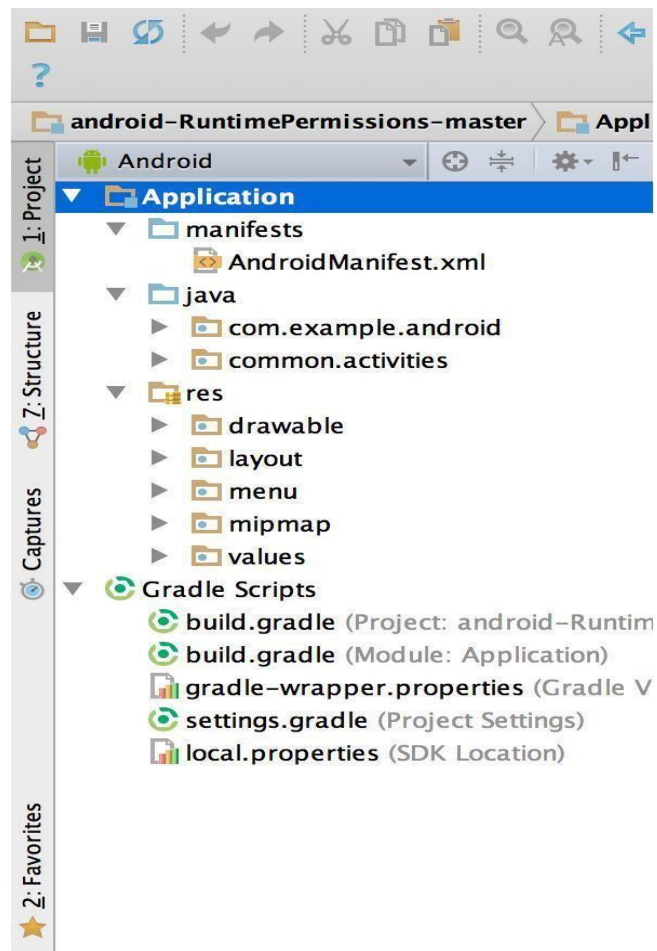 ?
android-RuntimePermissions-master
Appl
Android
1: Project
7: Structure
Captures
2: Favorites
Application
manifests
AndroidManifest.xml
java
com.example.android
common.activities
res
drawable
layout
menu
mipmap
values
Gradle Scripts
build.gradle (Project: android-Runtim
build.gradle (Module: Application)
gradle-wrapper.properties (Gradle V
settings.gradle (Project Settings)
local.properties (SDK Location)